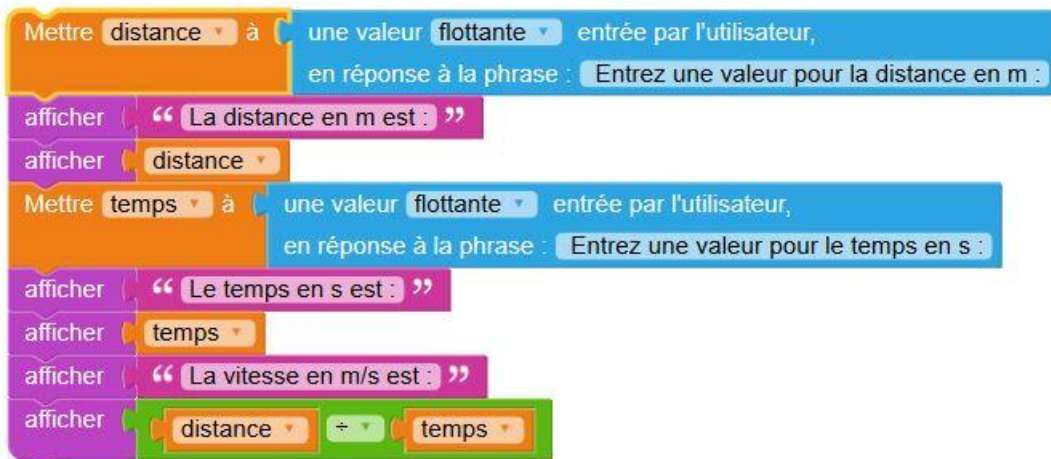 Mettre distance à une valeur flottante entrée par l'utilisateur,
en réponse à la phrase : Entrez une valeur pour la distance en m :
afficher “ La distance en m est : ”
afficher distance
Mettre temps à une valeur flottante entrée par l'utilisateur,
en réponse à la phrase : Entrez une valeur pour le temps en s :
afficher “ Le temps en s est : ”
afficher temps
afficher “ La vitesse en m/s est : ”
afficher distance ÷ temps